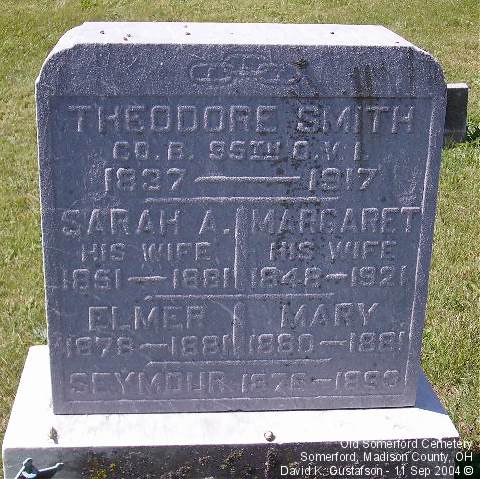 THEODORE SMITH
CO. B. 95TH O.V.I.
1837 — 1917
SARAH A. MARGARET
HIS WIFE HIS WIFE
1851 — 1881 1848 — 1921
ELMER MARY
1878 — 1881 1880 — 1881
SEYMOUR 1876 — 1890
Old Somerford Cemetery
Somerford, Madison County, OH
David K. Gustafson - 11 Sep 2004 ©